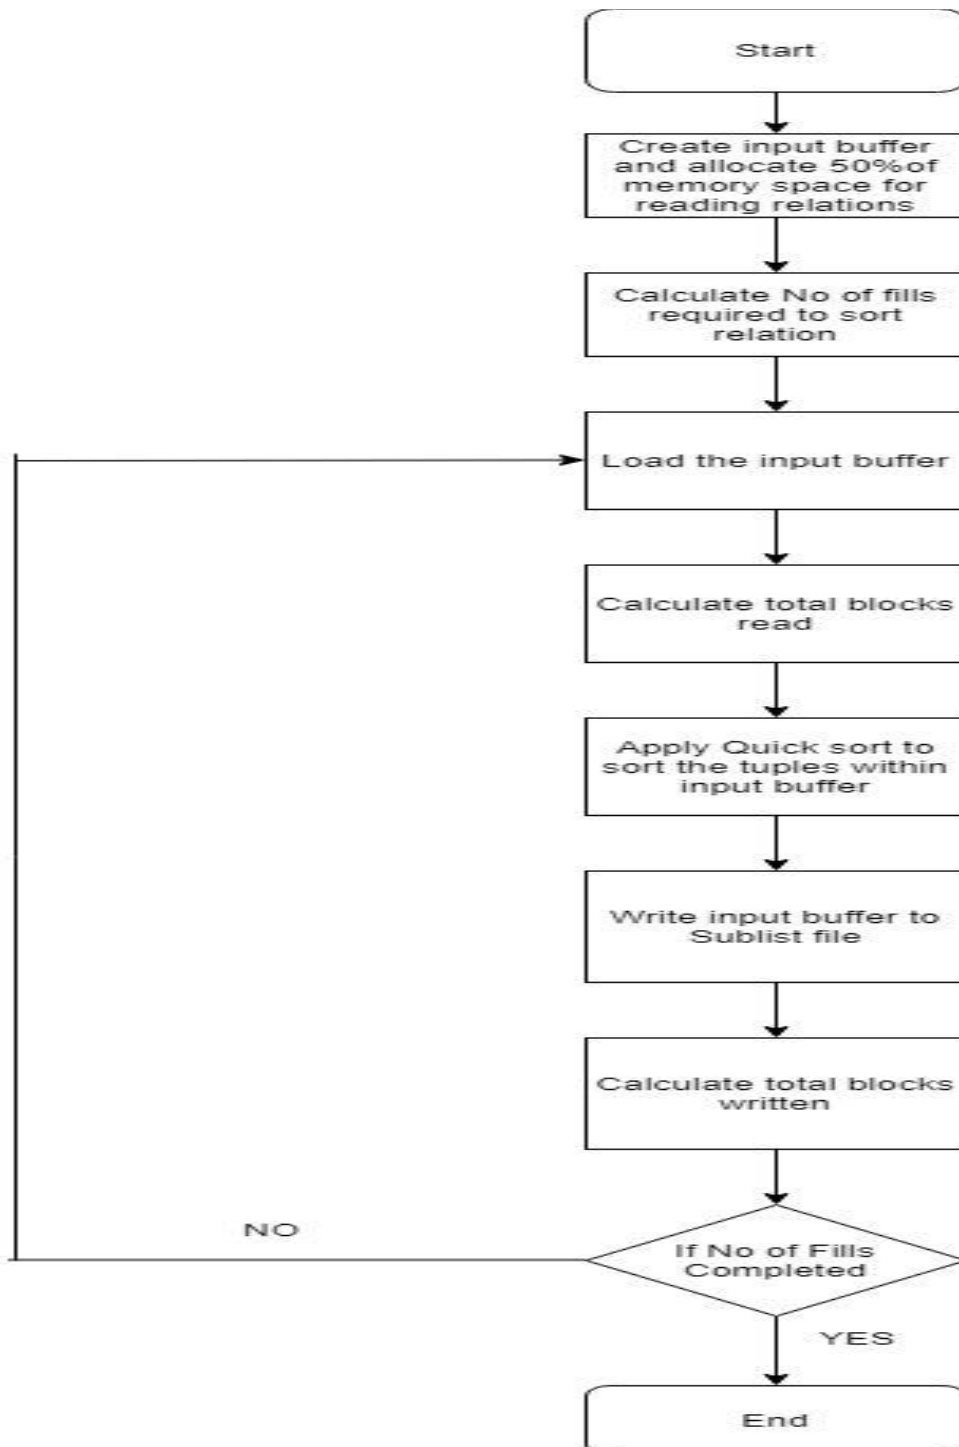 Start
Create input buffer
and allocate 50%of
memory space for
reading relations
Calculate No of fills
required to sort
relation
Load the input buffer
Calculate total blocks
read
Apply Quick sort to
sort the tuples within
input buffer
Write input buffer to
Sublist file
Calculate total blocks
written
NO
If No of Fills
Completed
YES
End